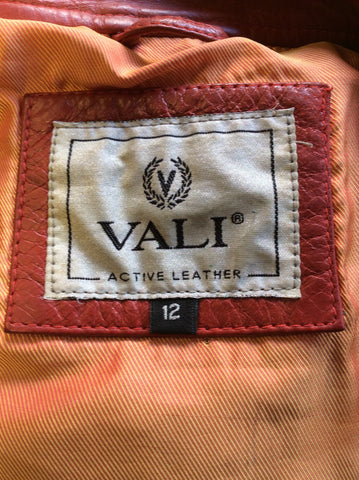 V
VALI®
ACTIVE LEATHER
12